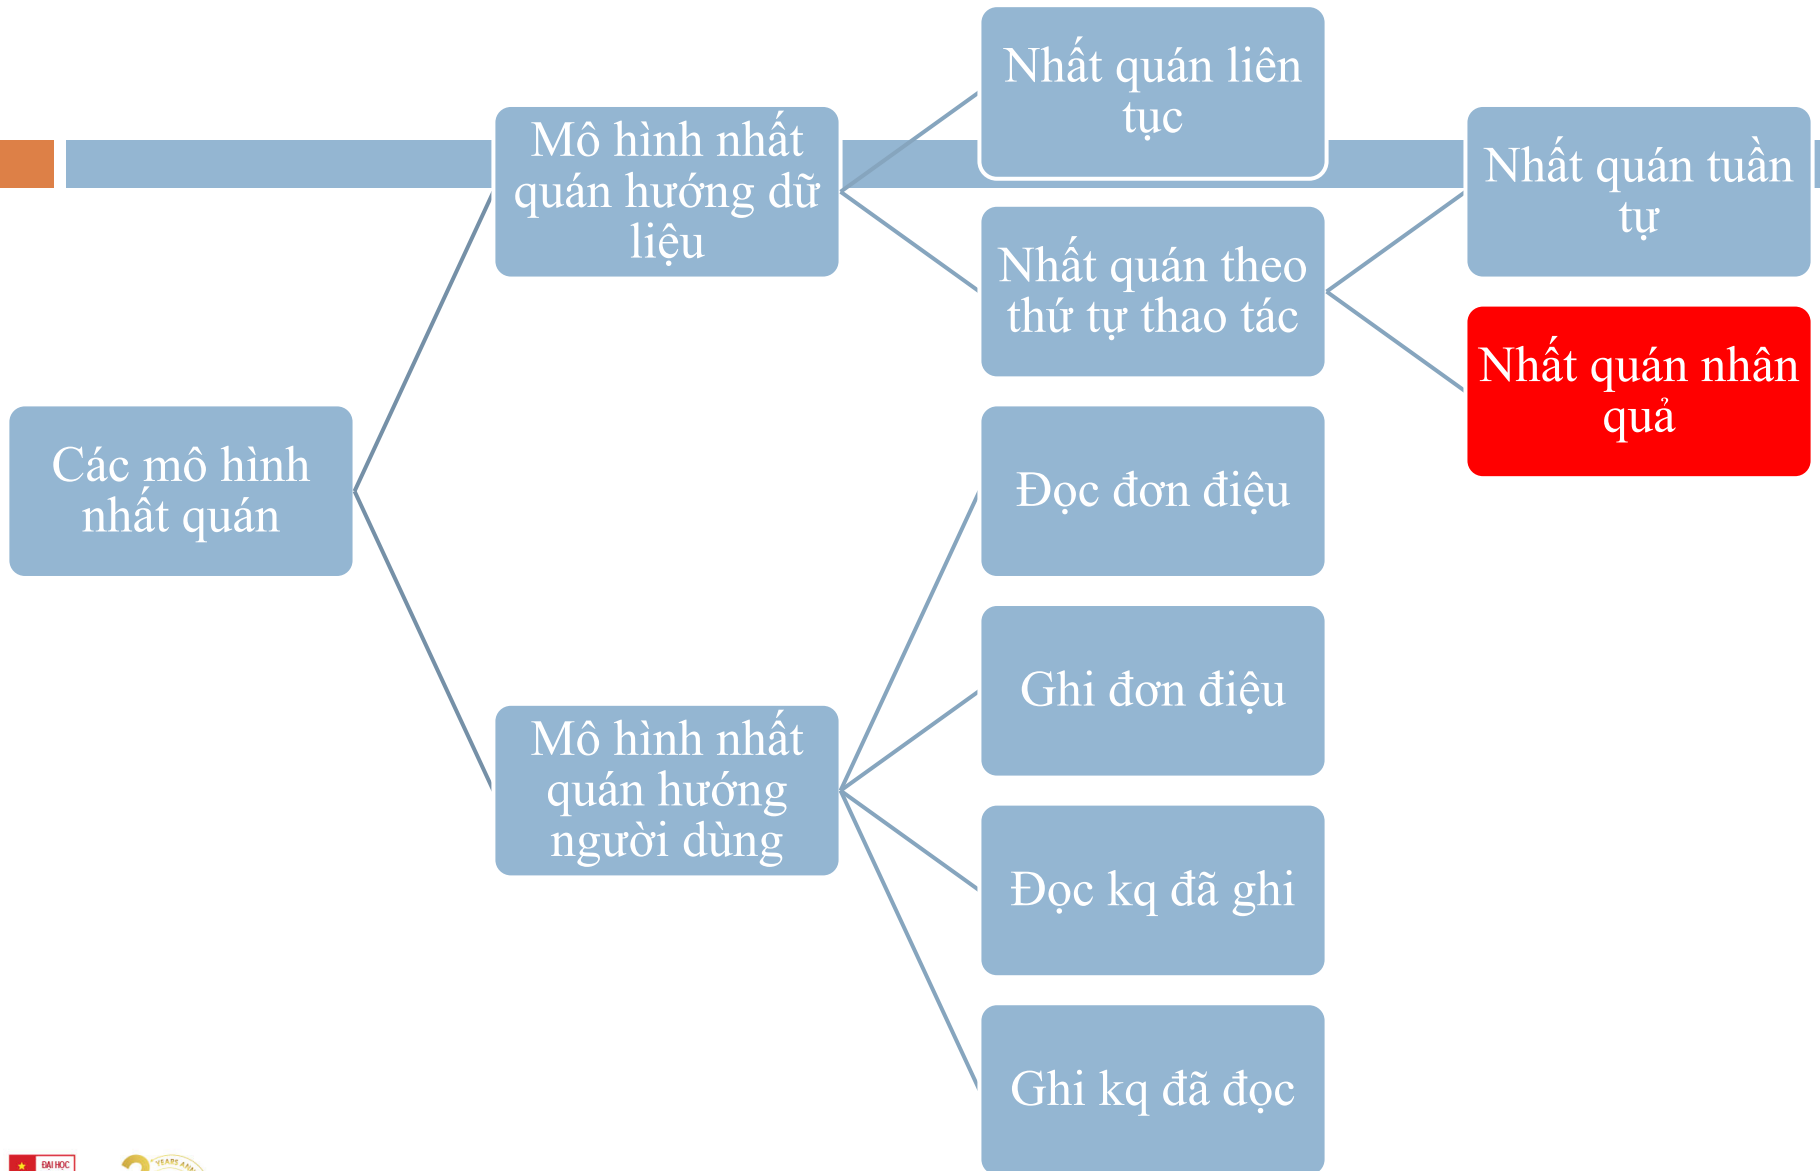 Các mô hình
nhất quán
Mô hình nhất
quán hướng dữ
liệu
Nhất quán liên
tục
Nhất quán theo
thứ tự thao tác
Nhất quán tuần
tự
Nhất quán nhân
quả
Mô hình nhất
quán hướng
người dùng
Đọc đơn điệu
Ghi đơn điệu
Đọc kq đã ghi
Ghi kq đã đọc
ĐẠI HỌC